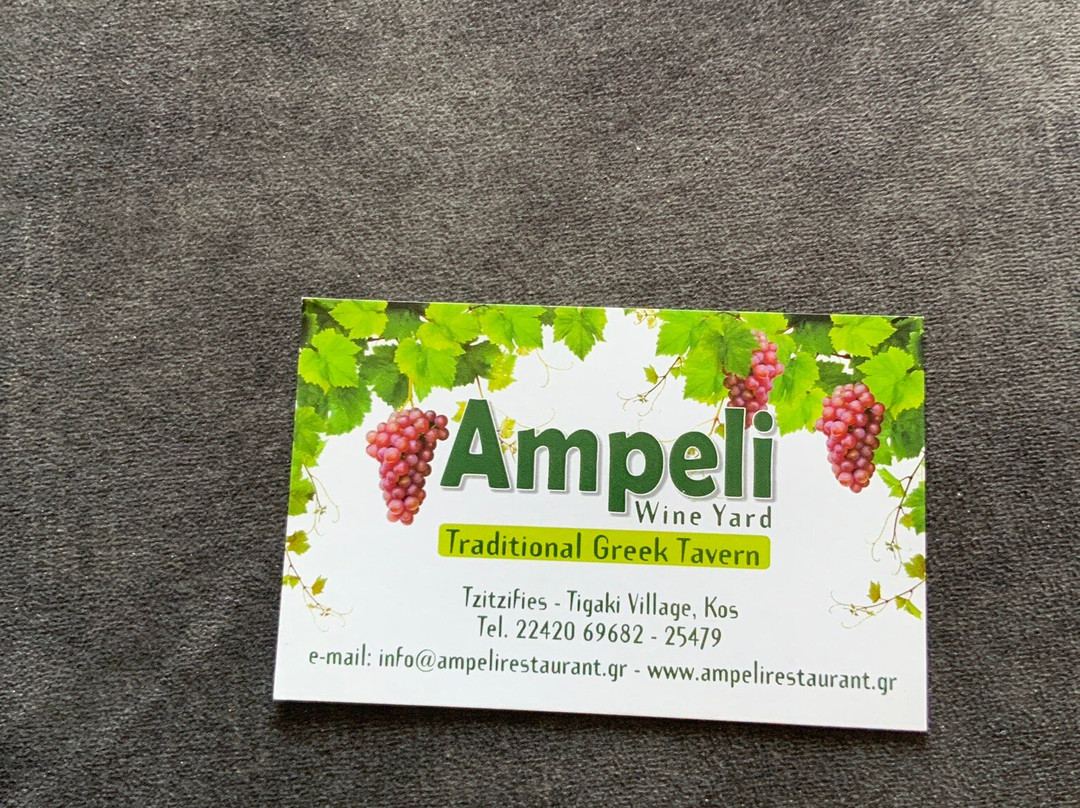 Ampeli
Wine Yard
Traditional Greek Tavern
Tzitzifies - Tigaki Village, Kos
Tel. 22420 69682 - 25479
e-mail: info@ampelirestaurant.gr - www.ampelirestaurant.gr